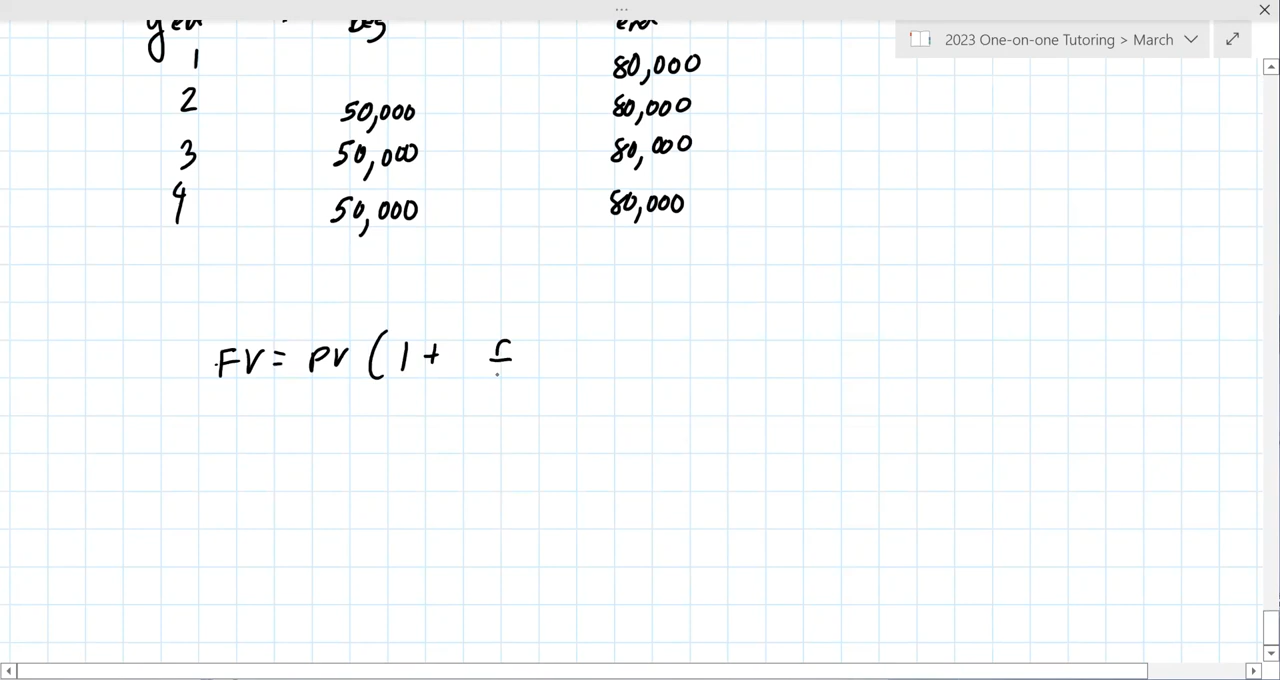 2023 One-on-one Tutoring > March
1 80,000
2 50,000 80,000
3 50,000 80,000
4 50,000 80,000
FV = PV (1 + r